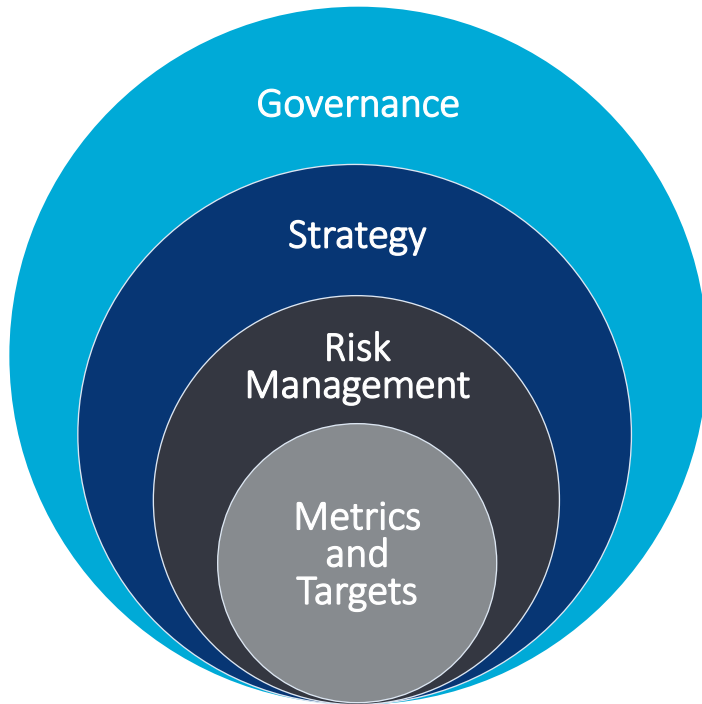 Governance
Strategy
Risk
Management
Metrics
and
Targets